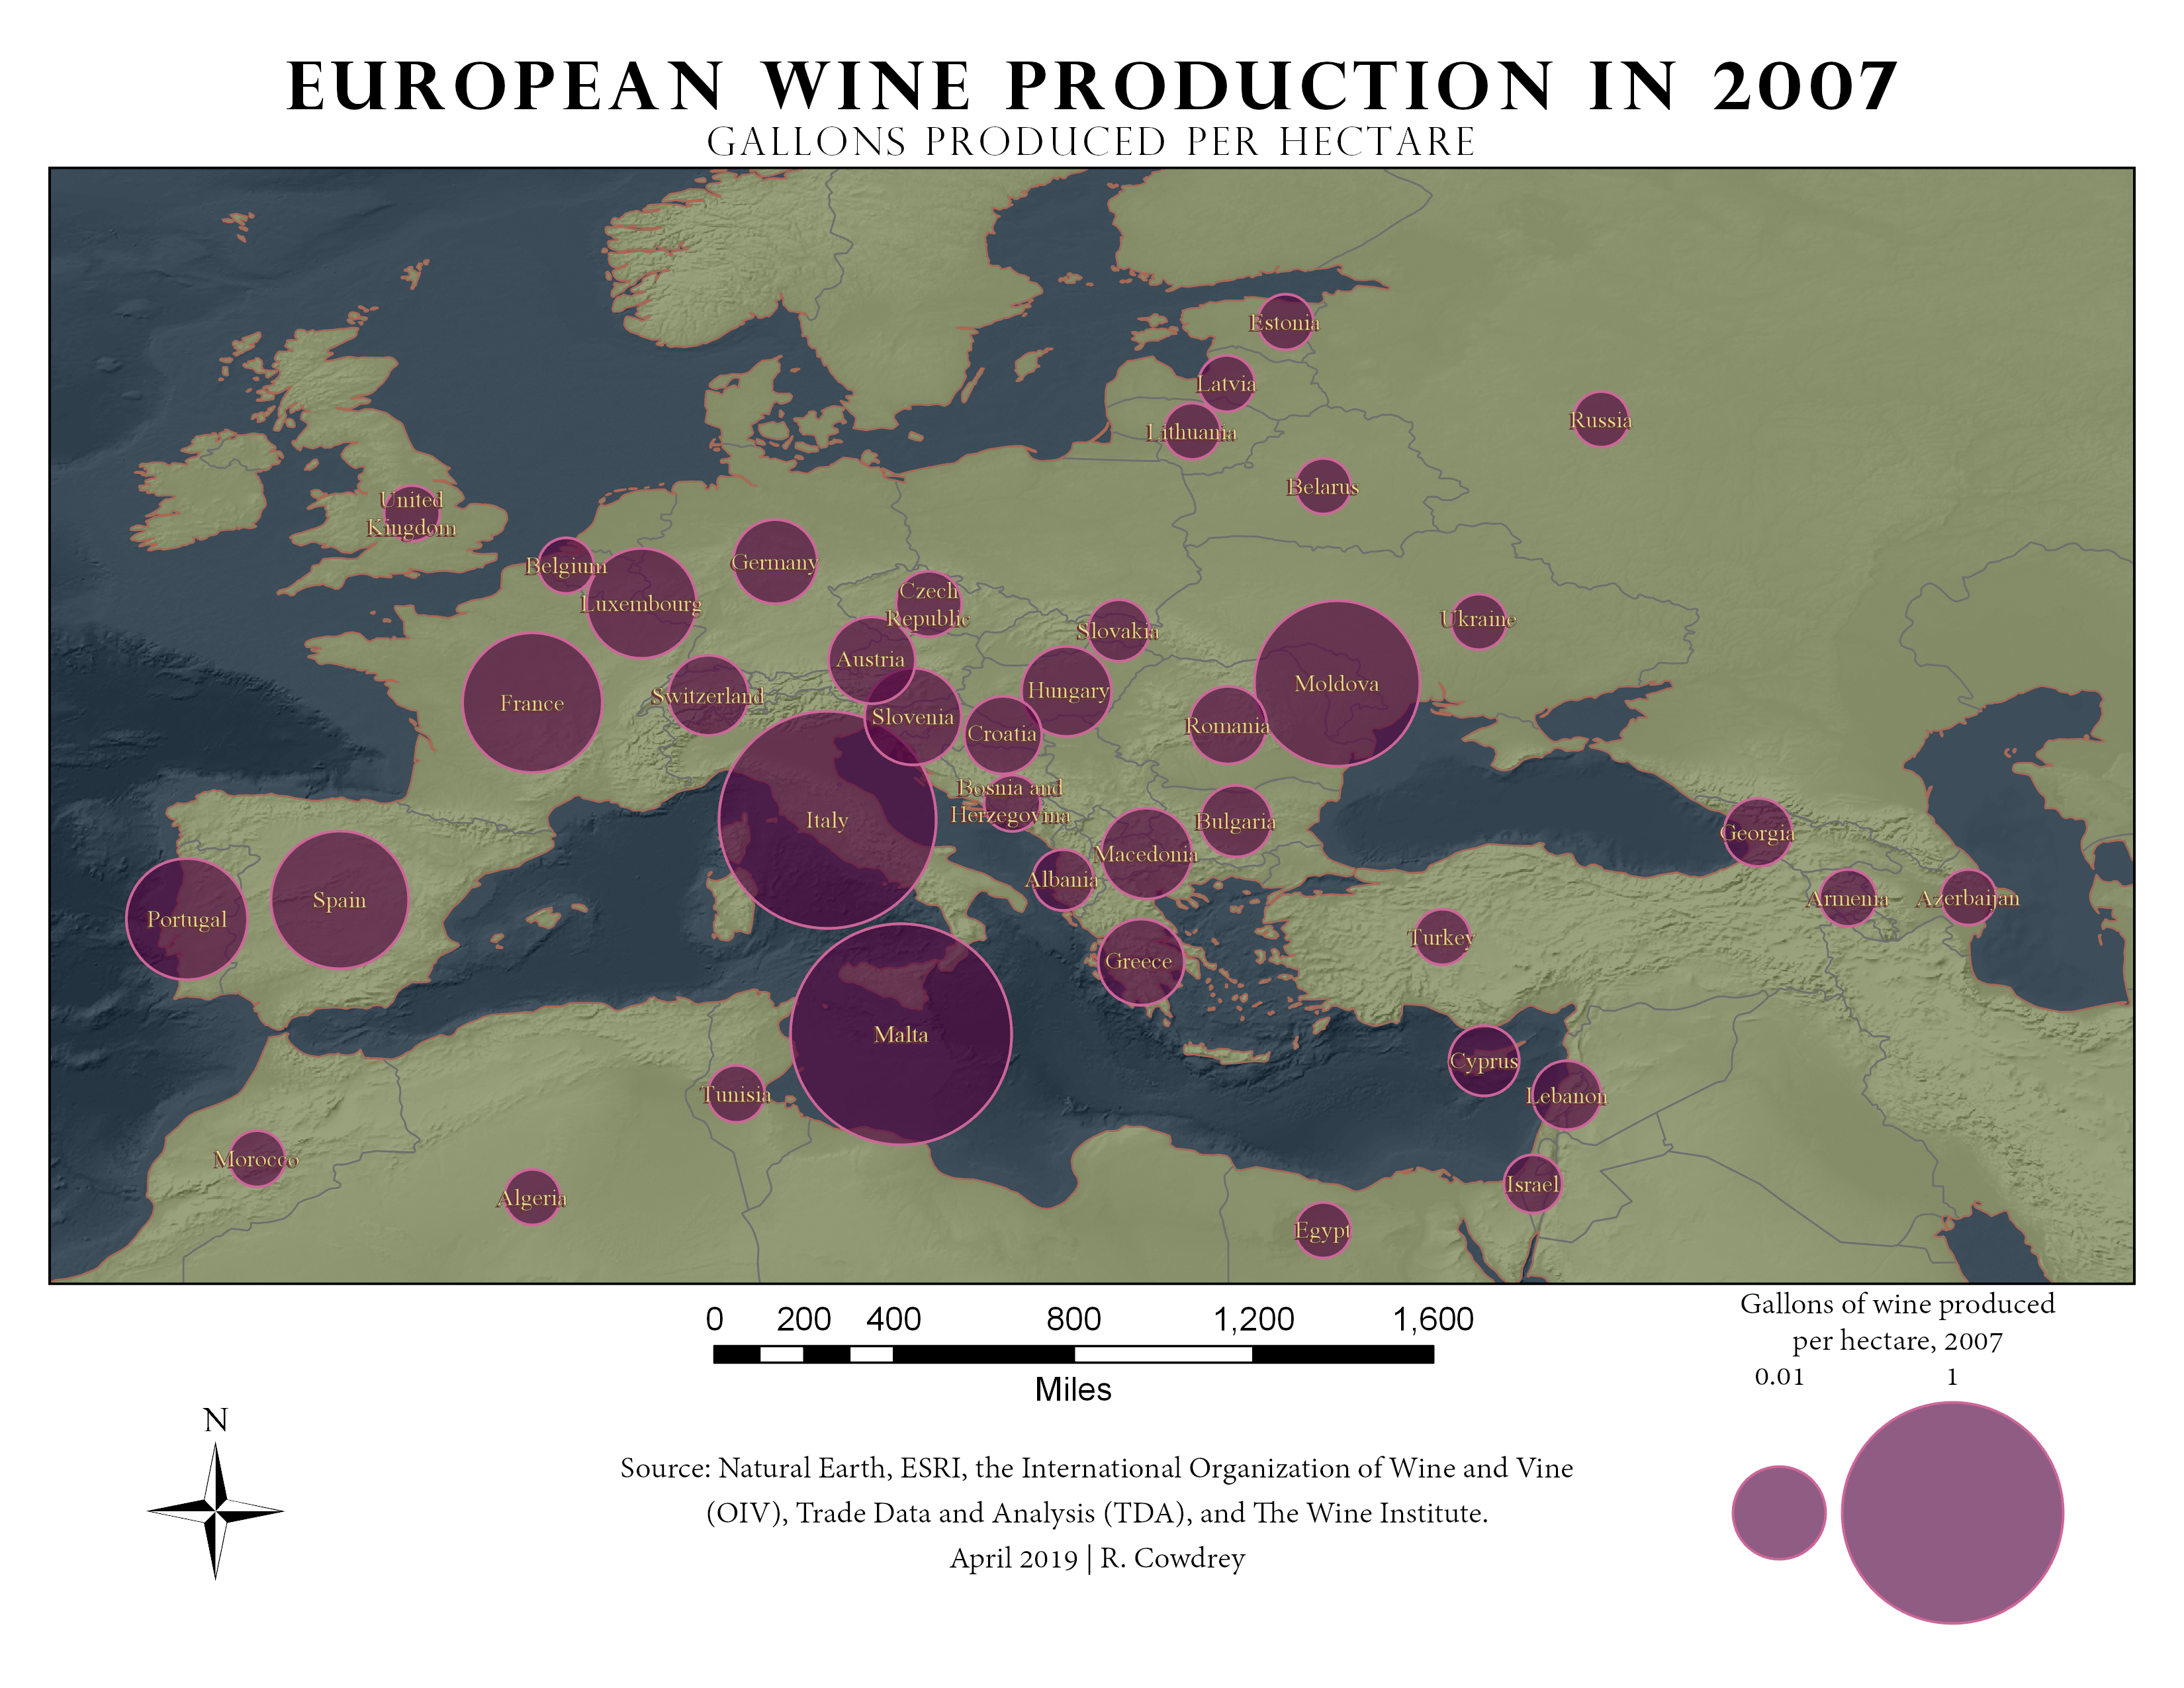 EUROPEAN WINE PRODUCTION IN 2007
GALLONS PRODUCED PER HECTARE
Estonia
Latvia
Russia
Lithuania
Belarus
United
Kingdom
Belgium
Germany
Luxembourg
Czech
Republic
Slovakia
Ukraine
Austria
Switzerland
France
Hungary
Moldova
Slovenia
Croatia
Romania
Bosnia and
Herzegovina
Italy
Bulgaria
Georgia
Macedonia
Albania
Spain
Portugal
Armenia
Azerbaijan
Turkey
Greece
Malta
Cyprus
Tunisia
Lebanon
Morocco
Algeria
Israel
Egypt
0 200 400 800 1,200 1,600
Miles
Gallons of wine produced
per hectare, 2007
0.01 1
N
Source: Natural Earth, ESRI, the International Organization of Wine and Vine
(OIV), Trade Data and Analysis (TDA), and The Wine Institute.
April 2019 | R. Cowdrey